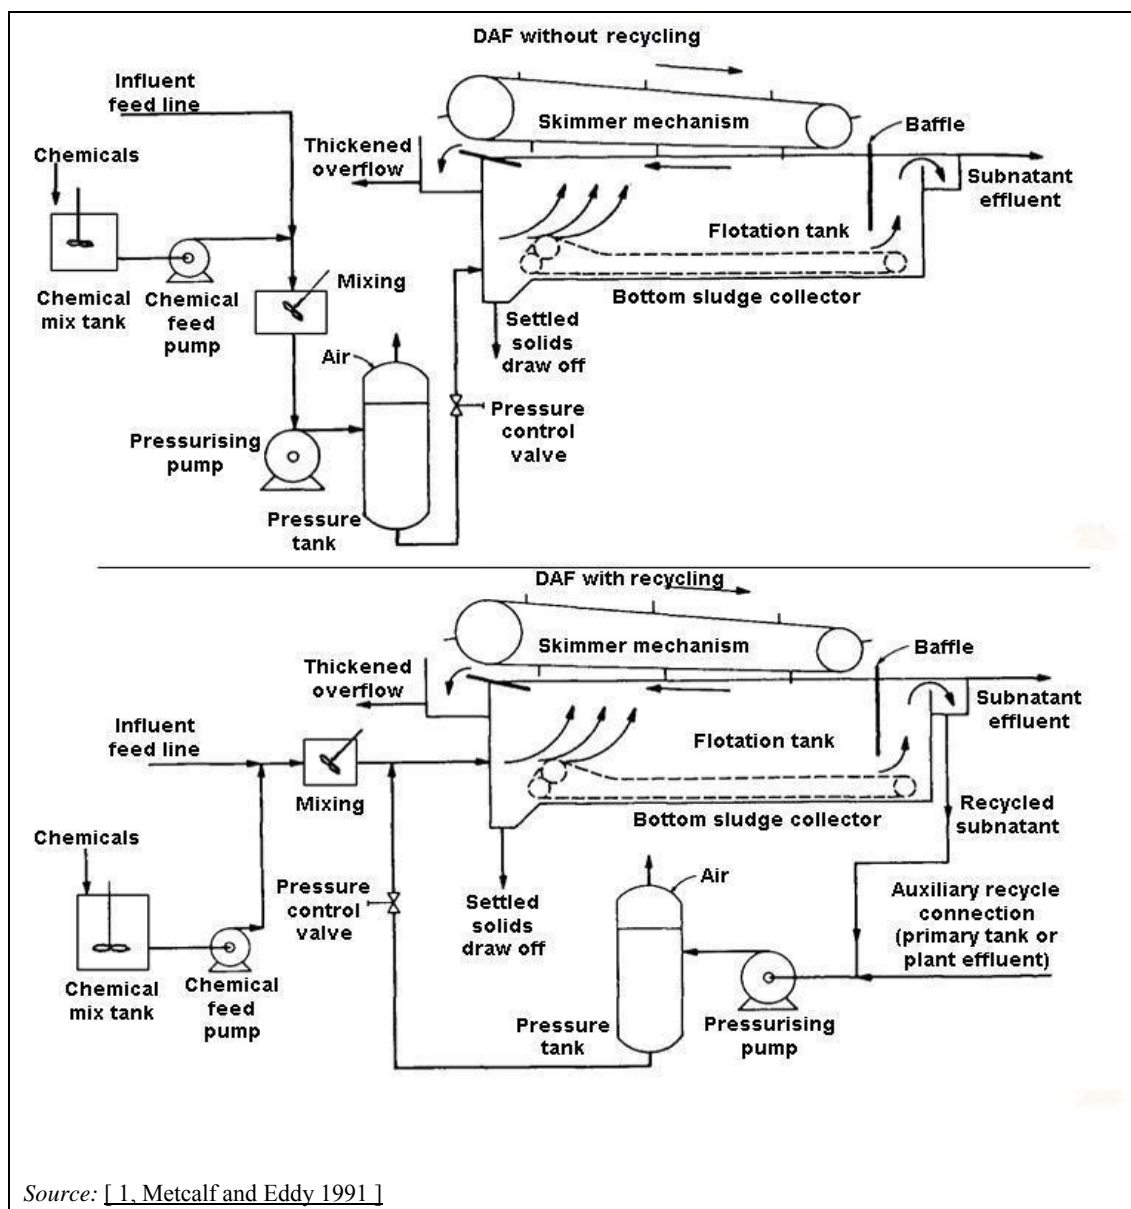 DAF without recycling
Influent
feed line
Skimmer mechanism
Baffle
Chemicals
Thickened
overflow
Subnatant
effluent
Flotation tank
Mixing
Bottom sludge collector
Chemical
mix tank
Chemical
feed
pump
Settled
solids
draw off
Air
Pressure
control
valve
Pressurising
pump
Pressure
tank
DAF with recycling
Skimmer mechanism
Baffle
Thickened
overflow
Subnatant
effluent
Influent
feed line
Flotation tank
Mixing
Bottom sludge collector
Recycled
subnatant
Chemicals
Pressure
control
valve
Settled
solids
draw off
Air
Auxiliary recycle
connection
(primary tank or
plant effluent)
Chemical
mix tank
Chemical
feed
pump
Pressure
tank
Pressurising
pump
Source: [ 1, Metcalf and Eddy 1991 ]